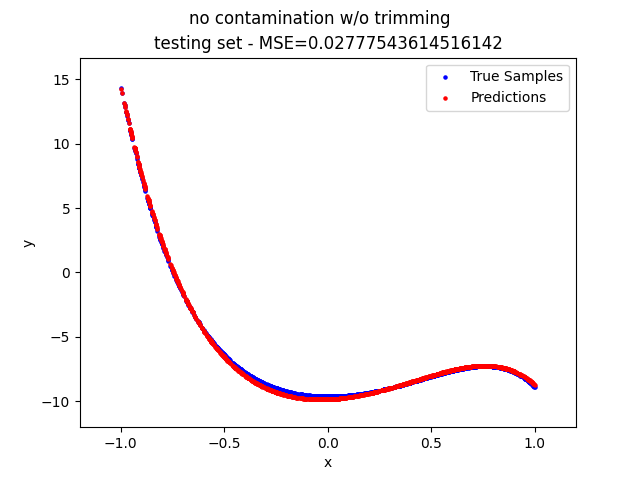 no contamination w/o trimming
testing set - MSE=0.02777543614516142
True Samples
Predictions
15
10
5
0
−5
−10
y
−1.0
−0.5
0.0
0.5
1.0
x